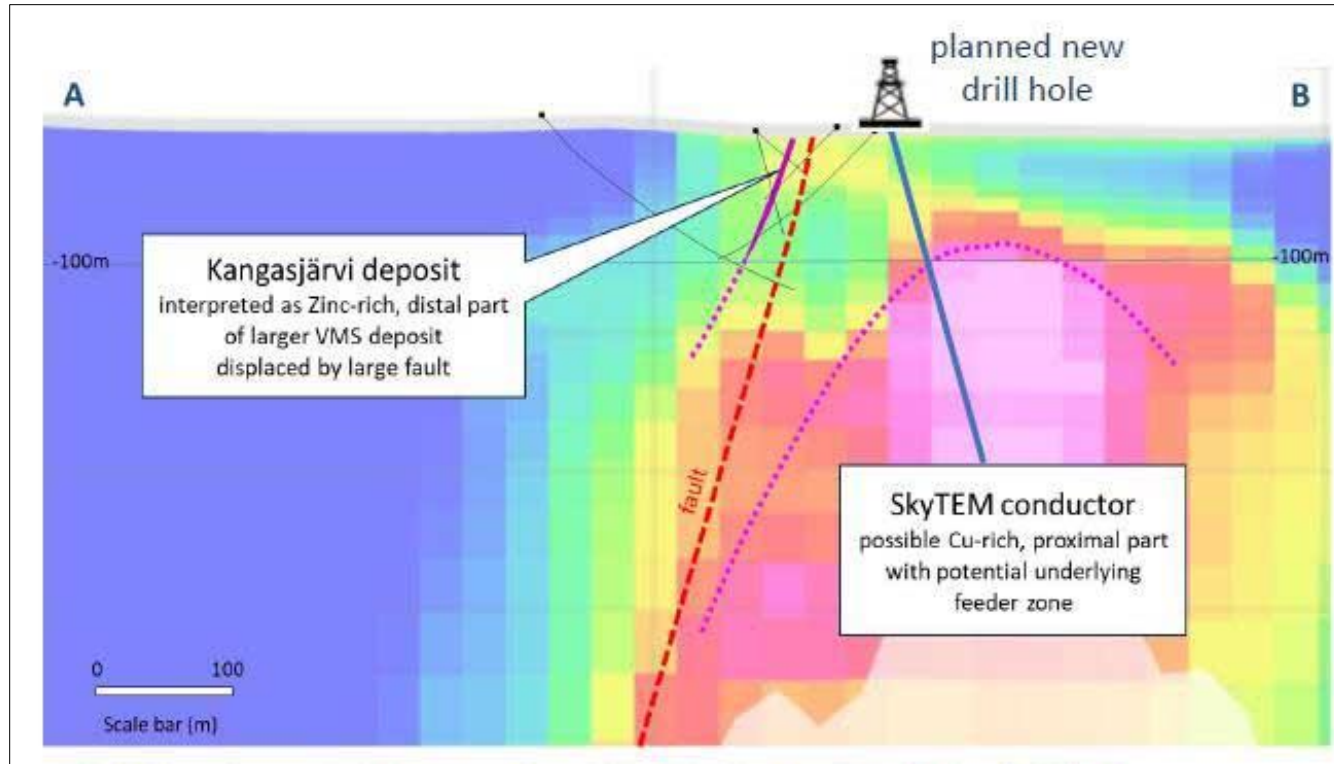 planned new
drill hole
A
B
Kangasjärvi deposit
interpreted as Zinc-rich, distal part
of larger VMS deposit
displaced by large fault
-100m
-100m
fault
SkyTEM conductor
possible Cu-rich, proximal part
with potential underlying
feeder zone
0 100
Scale bar (m)